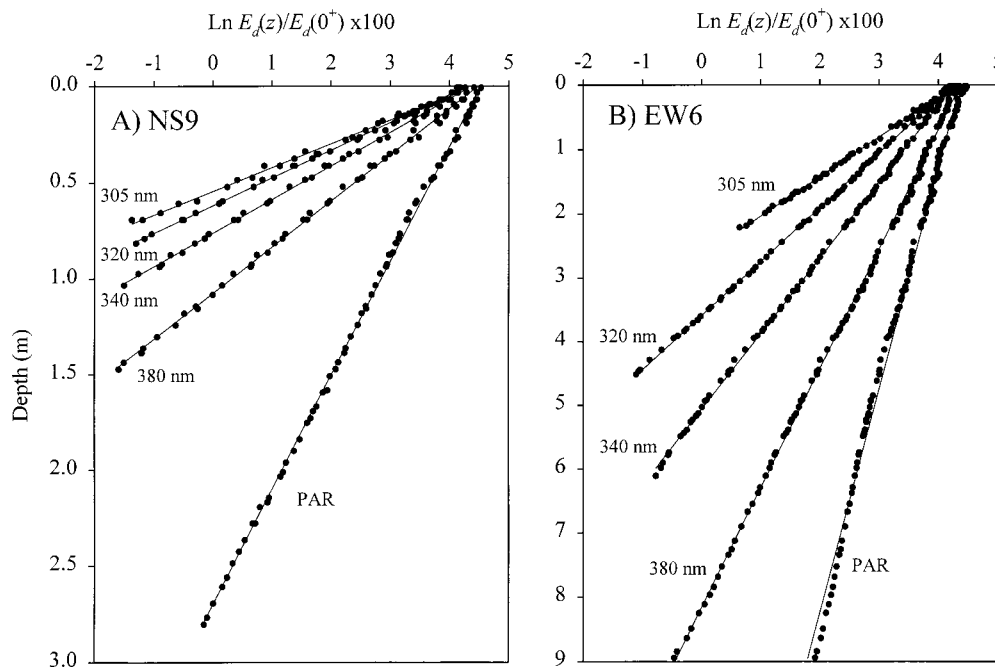 Ln E_d(z)/E_d(0⁺) x100
-2 -1 0 1 2 3 4 5
A) NS9
Depth (m)
0.0
0.5
1.0
1.5
2.0
2.5
3.0
305 nm
320 nm
340 nm
380 nm
PAR
Ln E_d(z)/E_d(0⁺) x100
-2 -1 0 1 2 3 4 5
B) EW6
0
1
2
3
4
5
6
7
8
9
305 nm
320 nm
340 nm
380 nm
PAR